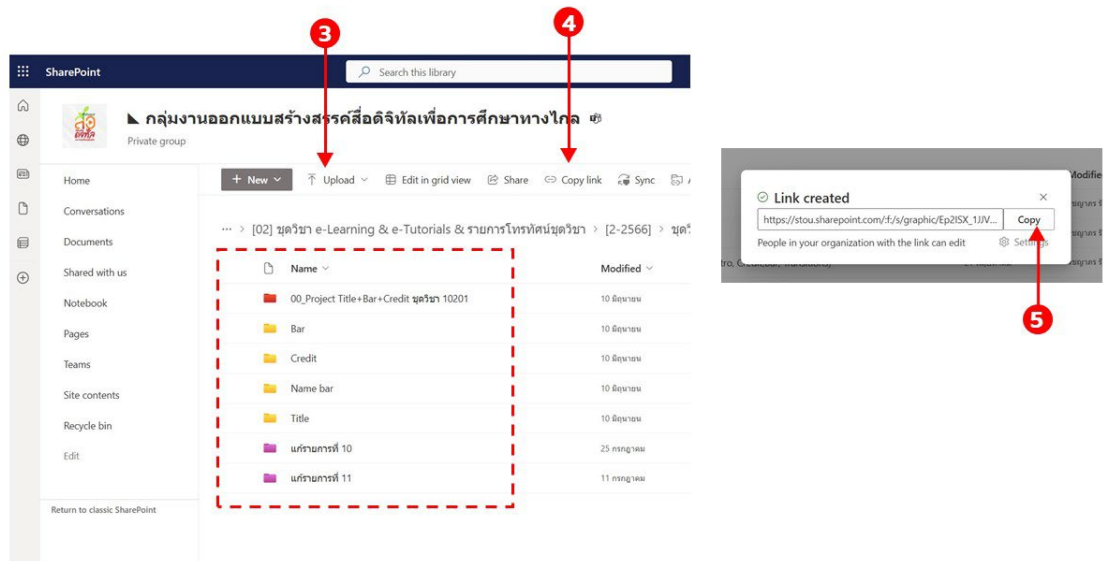 3
4
SharePoint
Search this library
สื่อ
ดิจิทัล
◣ กลุ่มงานออกแบบสร้างสรรค์สื่อดิจิทัลเพื่อการศึกษาทางไกล
Private group
Home
Conversations
Documents
Shared with us
Notebook
Pages
Teams
Site contents
Recycle bin
Edit
Return to classic SharePoint
+ New Upload Edit in grid view Share Copy link Sync
··· > [02] ชุดวิชา e-Learning & e-Tutorials & รายการโทรทัศน์ชุดวิชา > [2-2566] >
Name Modified
00_Project Title+Bar+Credit ชุดวิชา 10201 10 มิถุนายน
Bar 10 มิถุนายน
Credit 10 มิถุนายน
Name bar 10 มิถุนายน
Title 10 มิถุนายน
แก้รายการที่ 10 25 กรกฎาคม
แก้รายการที่ 11 11 กรกฎาคม
Link created
https://stou.sharepoint.com/:f:/s/graphic/Ep2ISX_1JJV... Copy
People in your organization with the link can edit Settings
5